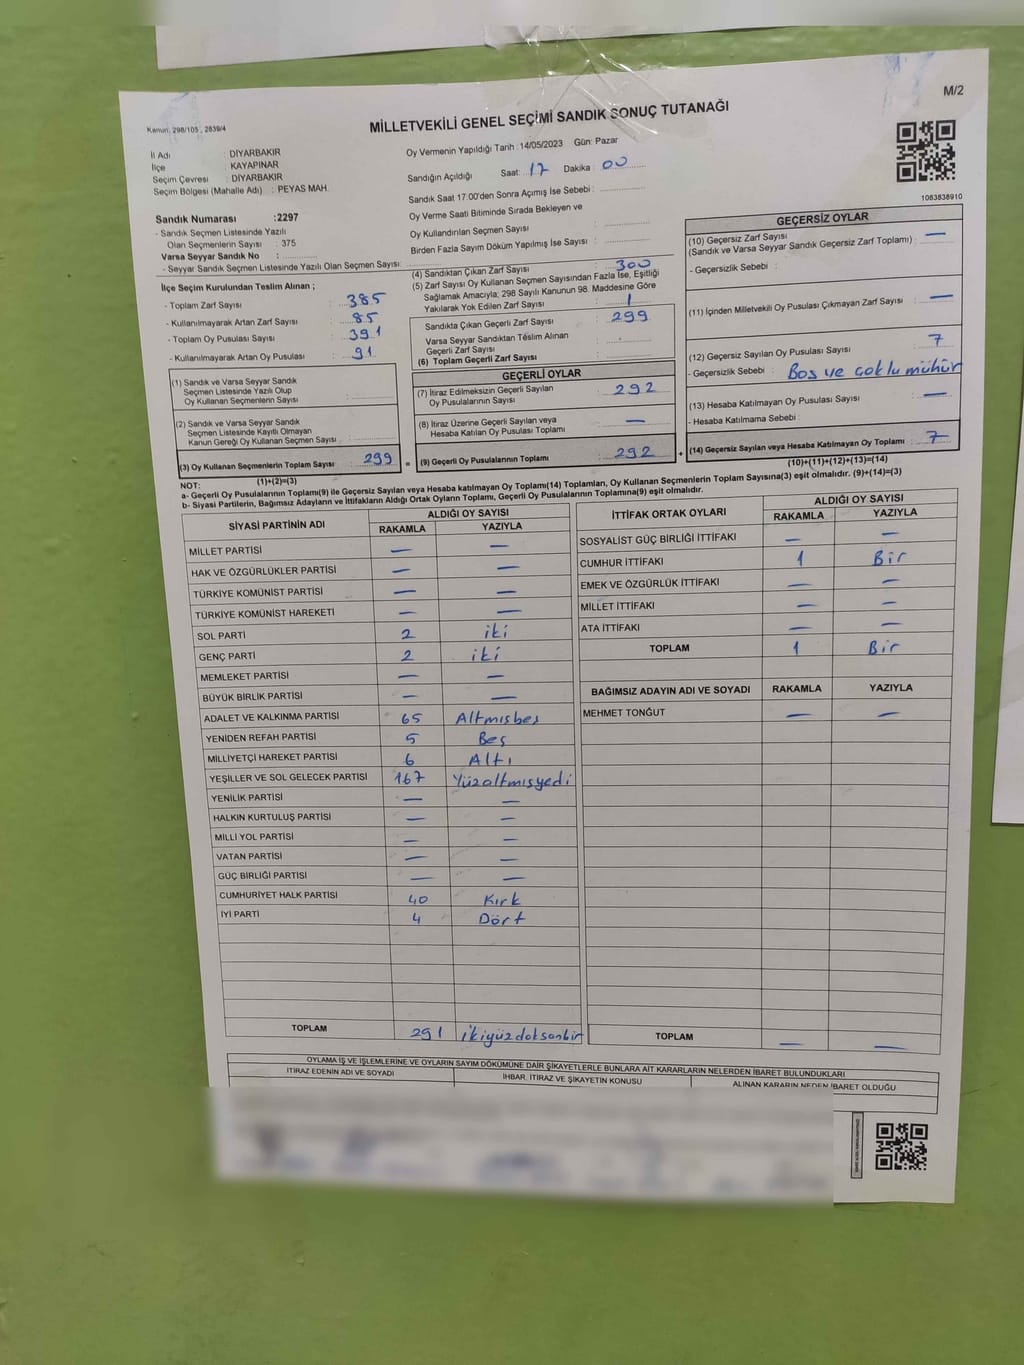 M/2
Kanun: 298/105 , 2839/4
MİLLETVEKİLİ GENEL SEÇİMİ SANDIK SONUÇ TUTANAĞI
1083838910
İl Adı : DİYARBAKIR
İlçe : KAYAPINAR
Seçim Çevresi : DİYARBAKIR
Seçim Bölgesi (Mahalle Adı) : PEYAS MAH.
Sandık Numarası :2297
- Sandık Seçmen Listesinde Yazılı
Olan Seçmenlerin Sayısı : 375
Varsa Seyyar Sandık No :
- Seyyar Sandık Seçmen Listesinde Yazılı Olan Seçmen Sayısı:
Oy Vermenin Yapıldığı Tarih : 14/05/2023 Gün: Pazar
Sandığın Açıldığı Saat: 17 Dakika : 00
Sandık Saat 17:00'den Sonra Açımış İse Sebebi :
Oy Verme Saati Bitiminde Sırada Bekleyen ve
Oy Kullandırılan Seçmen Sayısı :
Birden Fazla Sayım Döküm Yapılmış İse Sayısı :
İlçe Seçim Kurulundan Teslim Alınan ;
- Toplam Zarf Sayısı : 385
- Kullanılmayarak Artan Zarf Sayısı : 85
- Toplam Oy Pusulası Sayısı : 391
- Kullanılmayarak Artan Oy Pusulası : 91
(1) Sandık ve Varsa Seyyar Sandık
Seçmen Listesinde Yazılı Olup
Oy Kullanan Seçmenlerin Sayısı :
(2) Sandık ve Varsa Seyyar Sandık
Seçmen Listesinde Kayıtlı Olmayan
Kanun Gereği Oy Kullanan Seçmen Sayısı :
(3) Oy Kullanan Seçmenlerin Toplam Sayısı : 299
(1)+(2)=(3)
(4) Sandıktan Çıkan Zarf Sayısı : 300
(5) Zarf Sayısı Oy Kullanan Seçmen Sayısından Fazla İse, Eşitliği
Sağlamak Amacıyla; 298 Sayılı Kanunun 98. Maddesine Göre
Yakılarak Yok Edilen Zarf Sayısı : 1
Sandıkta Çıkan Geçerli Zarf Sayısı : 299
Varsa Seyyar Sandıktan Teslim Alınan
Geçerli Zarf Sayısı :
(6) Toplam Geçerli Zarf Sayısı
GEÇERLİ OYLAR
(7) İtiraz Edilmeksizin Geçerli Sayılan
Oy Pusulalarının Sayısı : 292
(8) İtiraz Üzerine Geçerli Sayılan veya
Hesaba Katılan Oy Pusulası Toplamı : —
= (9) Geçerli Oy Pusulalarının Toplamı : 292 +
GEÇERSİZ OYLAR
(10) Geçersiz Zarf Sayısı
(Sandık ve Varsa Seyyar Sandık Geçersiz Zarf Toplamı) : —
- Geçersizlik Sebebi :
(11) İçinden Milletvekili Oy Pusulası Çıkmayan Zarf Sayısı : —
(12) Geçersiz Sayılan Oy Pusulası Sayısı : 7
- Geçersizlik Sebebi : Boş ve çoklu mühür
(13) Hesaba Katılmayan Oy Pusulası Sayısı : —
- Hesaba Katılmama Sebebi :
(14) Geçersiz Sayılan veya Hesaba Katılmayan Oy Toplamı : 7
(10)+(11)+(12)+(13)=(14)
NOT:
a- Geçerli Oy Pusulalarının Toplamı(9) ile Geçersiz Sayılan veya Hesaba katılmayan Oy Toplamı(14) Toplamları, Oy Kullanan Seçmenlerin Toplam Sayısına(3) eşit olmalıdır. (9)+(14)=(3)
b- Siyasi Partilerin, Bağımsız Adayların ve İttifakların Aldığı Ortak Oyların Toplamı, Geçerli Oy Pusulalarının Toplamına(9) eşit olmalıdır.
SİYASİ PARTİNİN ADI ALDIĞI OY SAYISI
RAKAMLA YAZIYLA
MİLLET PARTİSİ — —
HAK VE ÖZGÜRLÜKLER PARTİSİ — —
TÜRKİYE KOMÜNİST PARTİSİ — —
TÜRKİYE KOMÜNİST HAREKETİ — —
SOL PARTİ 2 iki
GENÇ PARTİ 2 iki
MEMLEKET PARTİSİ — —
BÜYÜK BİRLİK PARTİSİ — —
ADALET VE KALKINMA PARTİSİ 65 Altmışbeş
YENİDEN REFAH PARTİSİ 5 Beş
MİLLİYETÇİ HAREKET PARTİSİ 6 Altı
YEŞİLLER VE SOL GELECEK PARTİSİ 167 Yüzaltmışyedi
YENİLİK PARTİSİ — —
HALKIN KURTULUŞ PARTİSİ — —
MİLLİ YOL PARTİSİ — —
VATAN PARTİSİ — —
GÜÇ BİRLİĞİ PARTİSİ — —
CUMHURİYET HALK PARTİSİ 40 Kırk
İYİ PARTİ 4 Dört
TOPLAM 291 ikiyüzdoksanbir
İTTİFAK ORTAK OYLARI ALDIĞI OY SAYISI
RAKAMLA YAZIYLA
SOSYALİST GÜÇ BİRLİĞİ İTTİFAKI — —
CUMHUR İTTİFAKI 1 Bir
EMEK VE ÖZGÜRLÜK İTTİFAKI — —
MİLLET İTTİFAKI — —
ATA İTTİFAKI — —
TOPLAM 1 Bir
BAĞIMSIZ ADAYIN ADI VE SOYADI RAKAMLA YAZIYLA
MEHMET TONĞUT — —
TOPLAM — —
OYLAMA İŞ VE İŞLEMLERİNE VE OYLARIN SAYIM DÖKÜMÜNE DAİR ŞİKAYETLERLE BUNLARA AİT KARARLARIN NELERDEN İBARET BULUNDUKLARI
İTİRAZ EDENİN ADI VE SOYADI İHBAR, İTİRAZ VE ŞİKAYETİN KONUSU ALINAN KARARIN NEDEN İBARET OLDUĞU